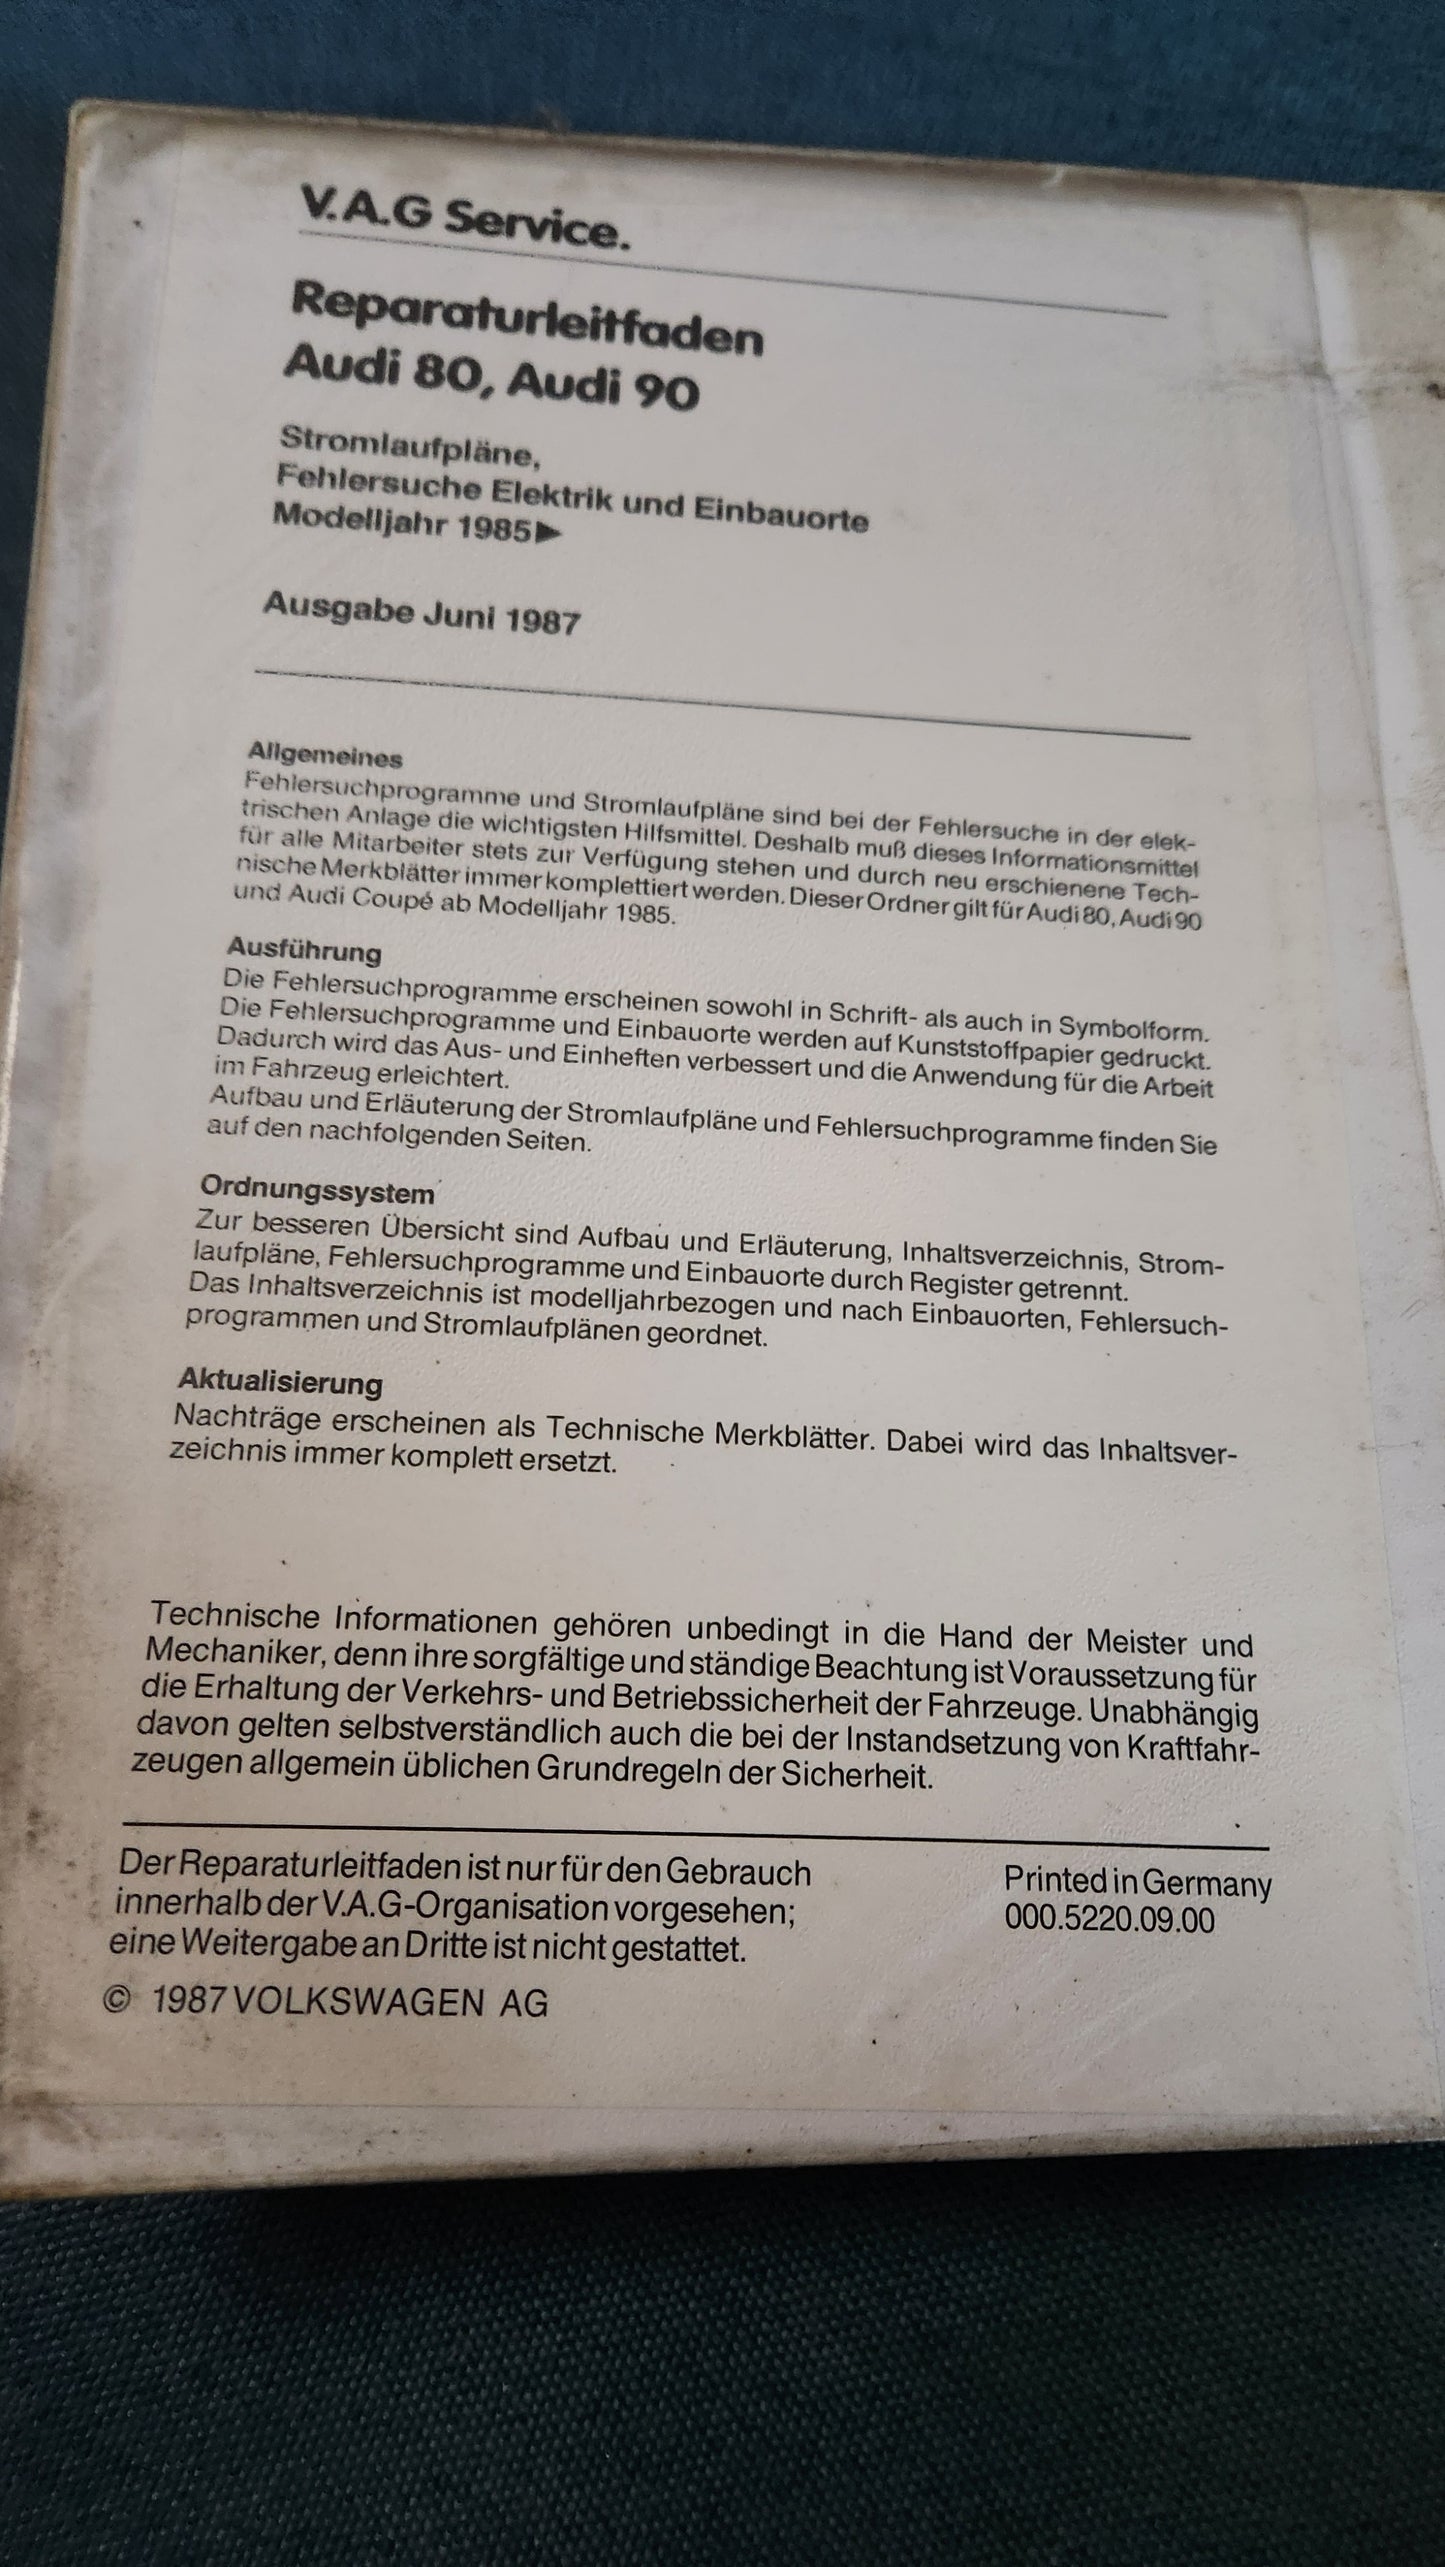 V.A.G Service.
Reparaturleitfaden
Audi 80, Audi 90
Stromlaufpläne,
Fehlersuche Elektrik und Einbauorte
Modelljahr 1985▶
Ausgabe Juni 1987
Allgemeines
Fehlersuchprogramme und Stromlaufpläne sind bei der Fehlersuche in der elek-
trischen Anlage die wichtigsten Hilfsmittel. Deshalb muß dieses Informationsmittel
für alle Mitarbeiter stets zur Verfügung stehen und durch neu erschienene Tech-
nische Merkblätter immer komplettiert werden. Dieser Ordner gilt für Audi 80, Audi 90
und Audi Coupé ab Modelljahr 1985.
Ausführung
Die Fehlersuchprogramme erscheinen sowohl in Schrift- als auch in Symbolform.
Die Fehlersuchprogramme und Einbauorte werden auf Kunststoffpapier gedruckt.
Dadurch wird das Aus- und Einheften verbessert und die Anwendung für die Arbeit
im Fahrzeug erleichtert.
Aufbau und Erläuterung der Stromlaufpläne und Fehlersuchprogramme finden Sie
auf den nachfolgenden Seiten.
Ordnungssystem
Zur besseren Übersicht sind Aufbau und Erläuterung, Inhaltsverzeichnis, Strom-
laufpläne, Fehlersuchprogramme und Einbauorte durch Register getrennt.
Das Inhaltsverzeichnis ist modelljahrbezogen und nach Einbauorten, Fehlersuch-
programmen und Stromlaufplänen geordnet.
Aktualisierung
Nachträge erscheinen als Technische Merkblätter. Dabei wird das Inhaltsver-
zeichnis immer komplett ersetzt.
Technische Informationen gehören unbedingt in die Hand der Meister und
Mechaniker, denn ihre sorgfältige und ständige Beachtung ist Voraussetzung für
die Erhaltung der Verkehrs- und Betriebssicherheit der Fahrzeuge. Unabhängig
davon gelten selbstverständlich auch die bei der Instandsetzung von Kraftfahr-
zeugen allgemein üblichen Grundregeln der Sicherheit.
Der Reparaturleitfaden ist nur für den Gebrauch
innerhalb der V.A.G-Organisation vorgesehen;
eine Weitergabe an Dritte ist nicht gestattet.
© 1987 VOLKSWAGEN AG
Printed in Germany
000.5220.09.00